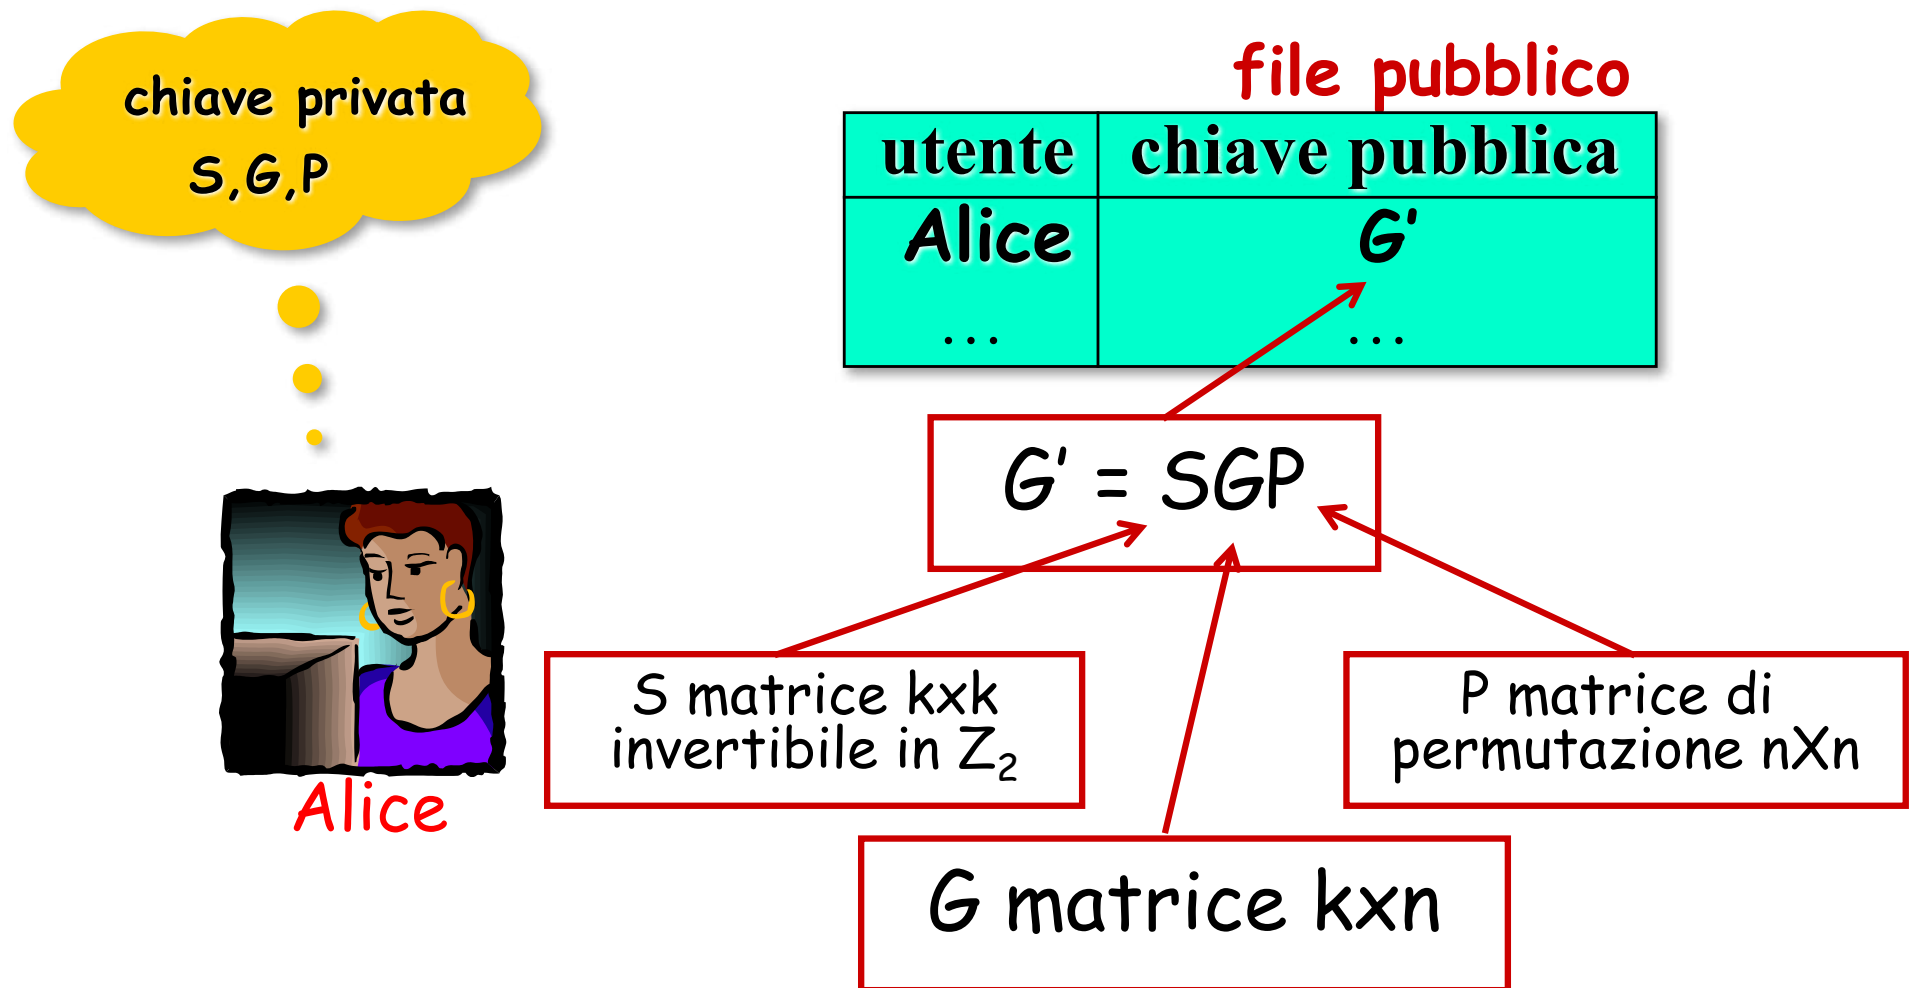 chiave privata
S,G,P
file pubblico
utente chiave pubblica
Alice G'
... ...
G' = SGP
S matrice kxk
invertibile in Z₂
P matrice di
permutazione nXn
G matrice kxn
Alice